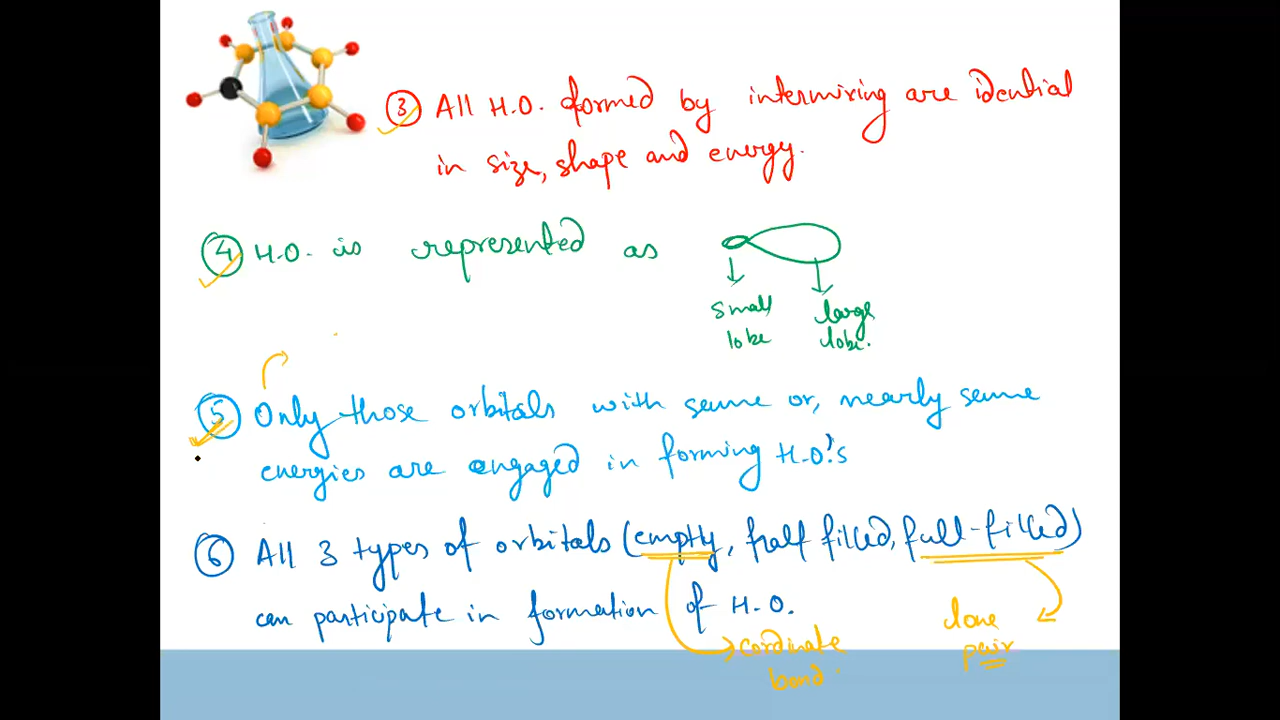 ③ All H.O. formed by intermixing are idential
in size, shape and energy.
④ H.O. is represented as
small
lobe
large
lobe.
⑤ Only those orbitals with same or, nearly same
energies are engaged in forming H.O.'s
⑥ All 3 types of orbitals (empty, half filled, full-filled)
can participate in formation of H.O.
cordinate
bond
lone
pair